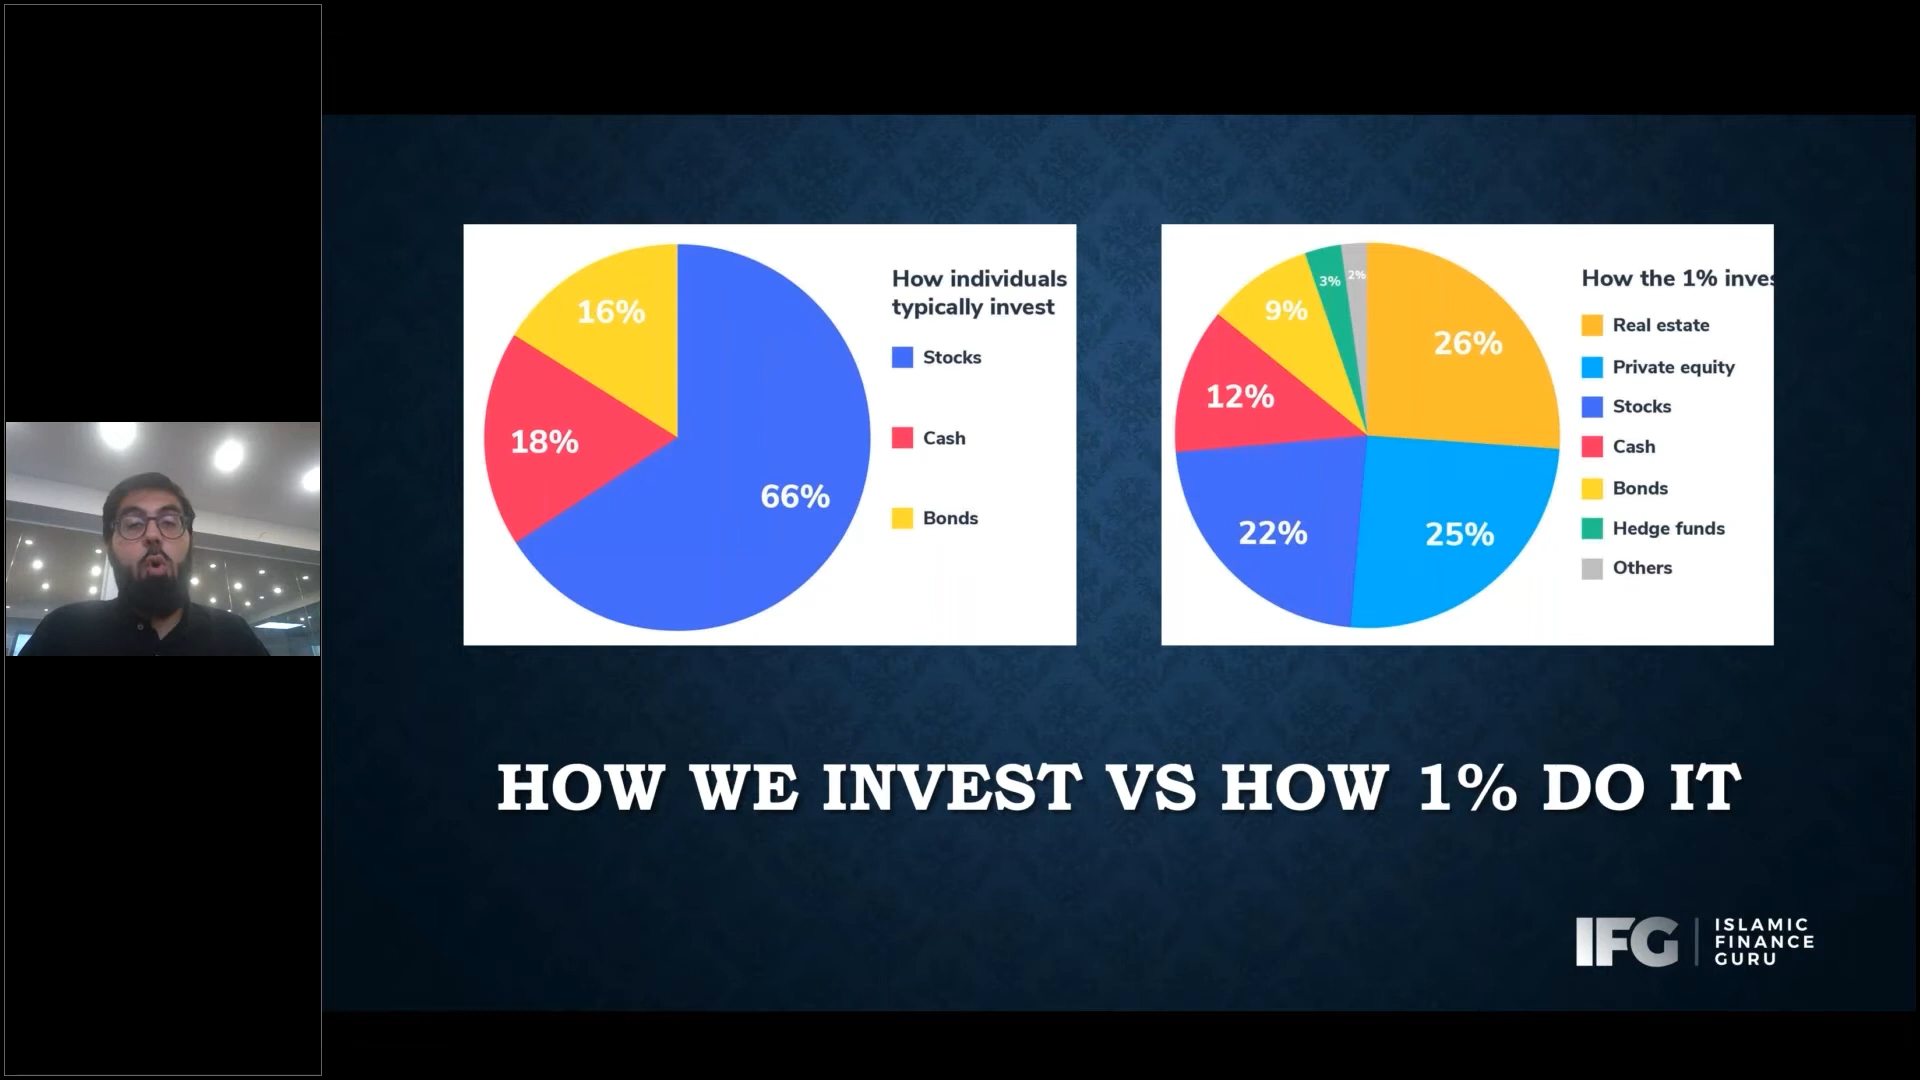 16%
18%
66%
How individuals
typically invest
Stocks
Cash
Bonds
3%
2%
9%
26%
12%
22%
25%
How the 1% inves
Real estate
Private equity
Stocks
Cash
Bonds
Hedge funds
Others
HOW WE INVEST VS HOW 1% DO IT
IFG
ISLAMIC
FINANCE
GURU